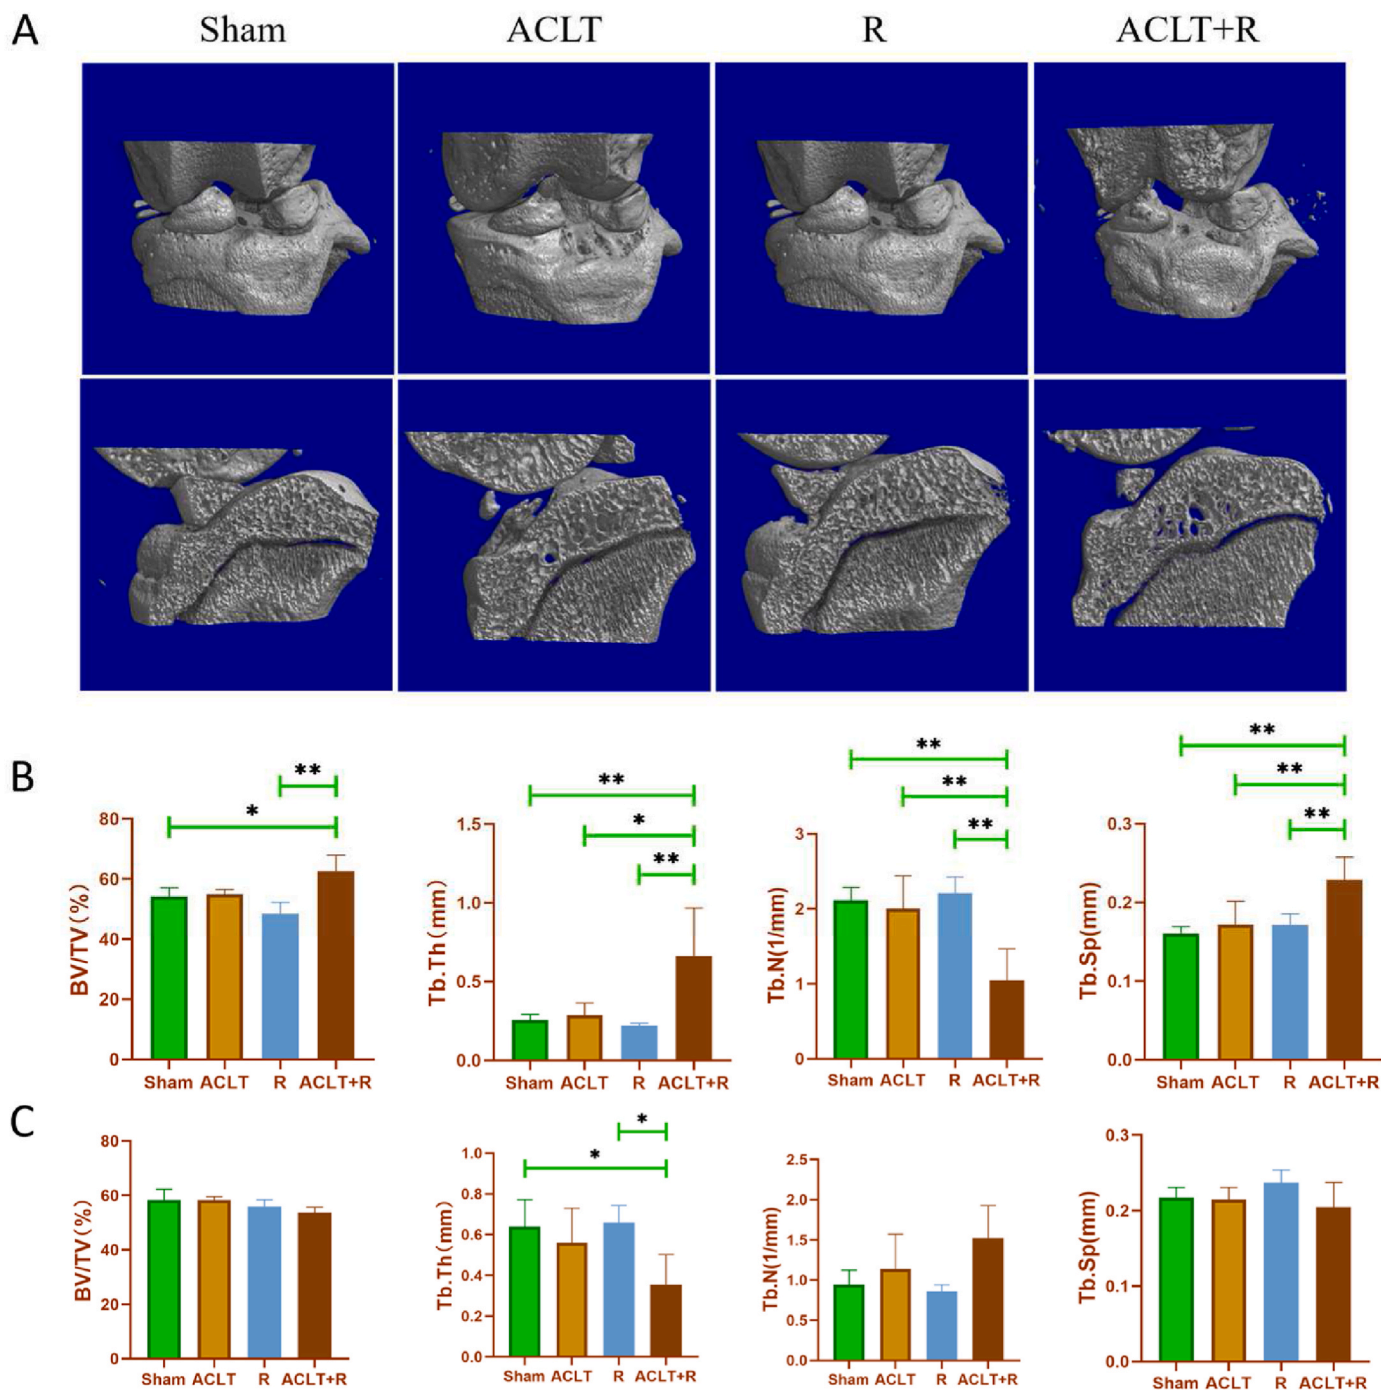 A
Sham ACLT R ACLT+R
B
** *
80
60
40
20
0
BV/TV(%)
Sham ACLT R ACLT+R
**
*
**
1.5
1.0
0.5
0.0
Tb.Th(mm)
Sham ACLT R ACLT+R
**
**
**
3
2
1
0
Tb.N(1/mm)
Sham ACLT R ACLT+R
**
**
**
0.3
0.2
0.1
0.0
Tb.Sp(mm)
Sham ACLT R ACLT+R
C
80
60
40
20
0
BV/TV(%)
Sham ACLT R ACLT+R
*
*
1.0
0.8
0.6
0.4
0.2
0.0
Tb.Th(mm)
Sham ACLT R ACLT+R
2.5
2.0
1.5
1.0
0.5
0.0
Tb.N(1/mm)
Sham ACLT R ACLT+R
0.3
0.2
0.1
0.0
Tb.Sp(mm)
Sham ACLT R ACLT+R